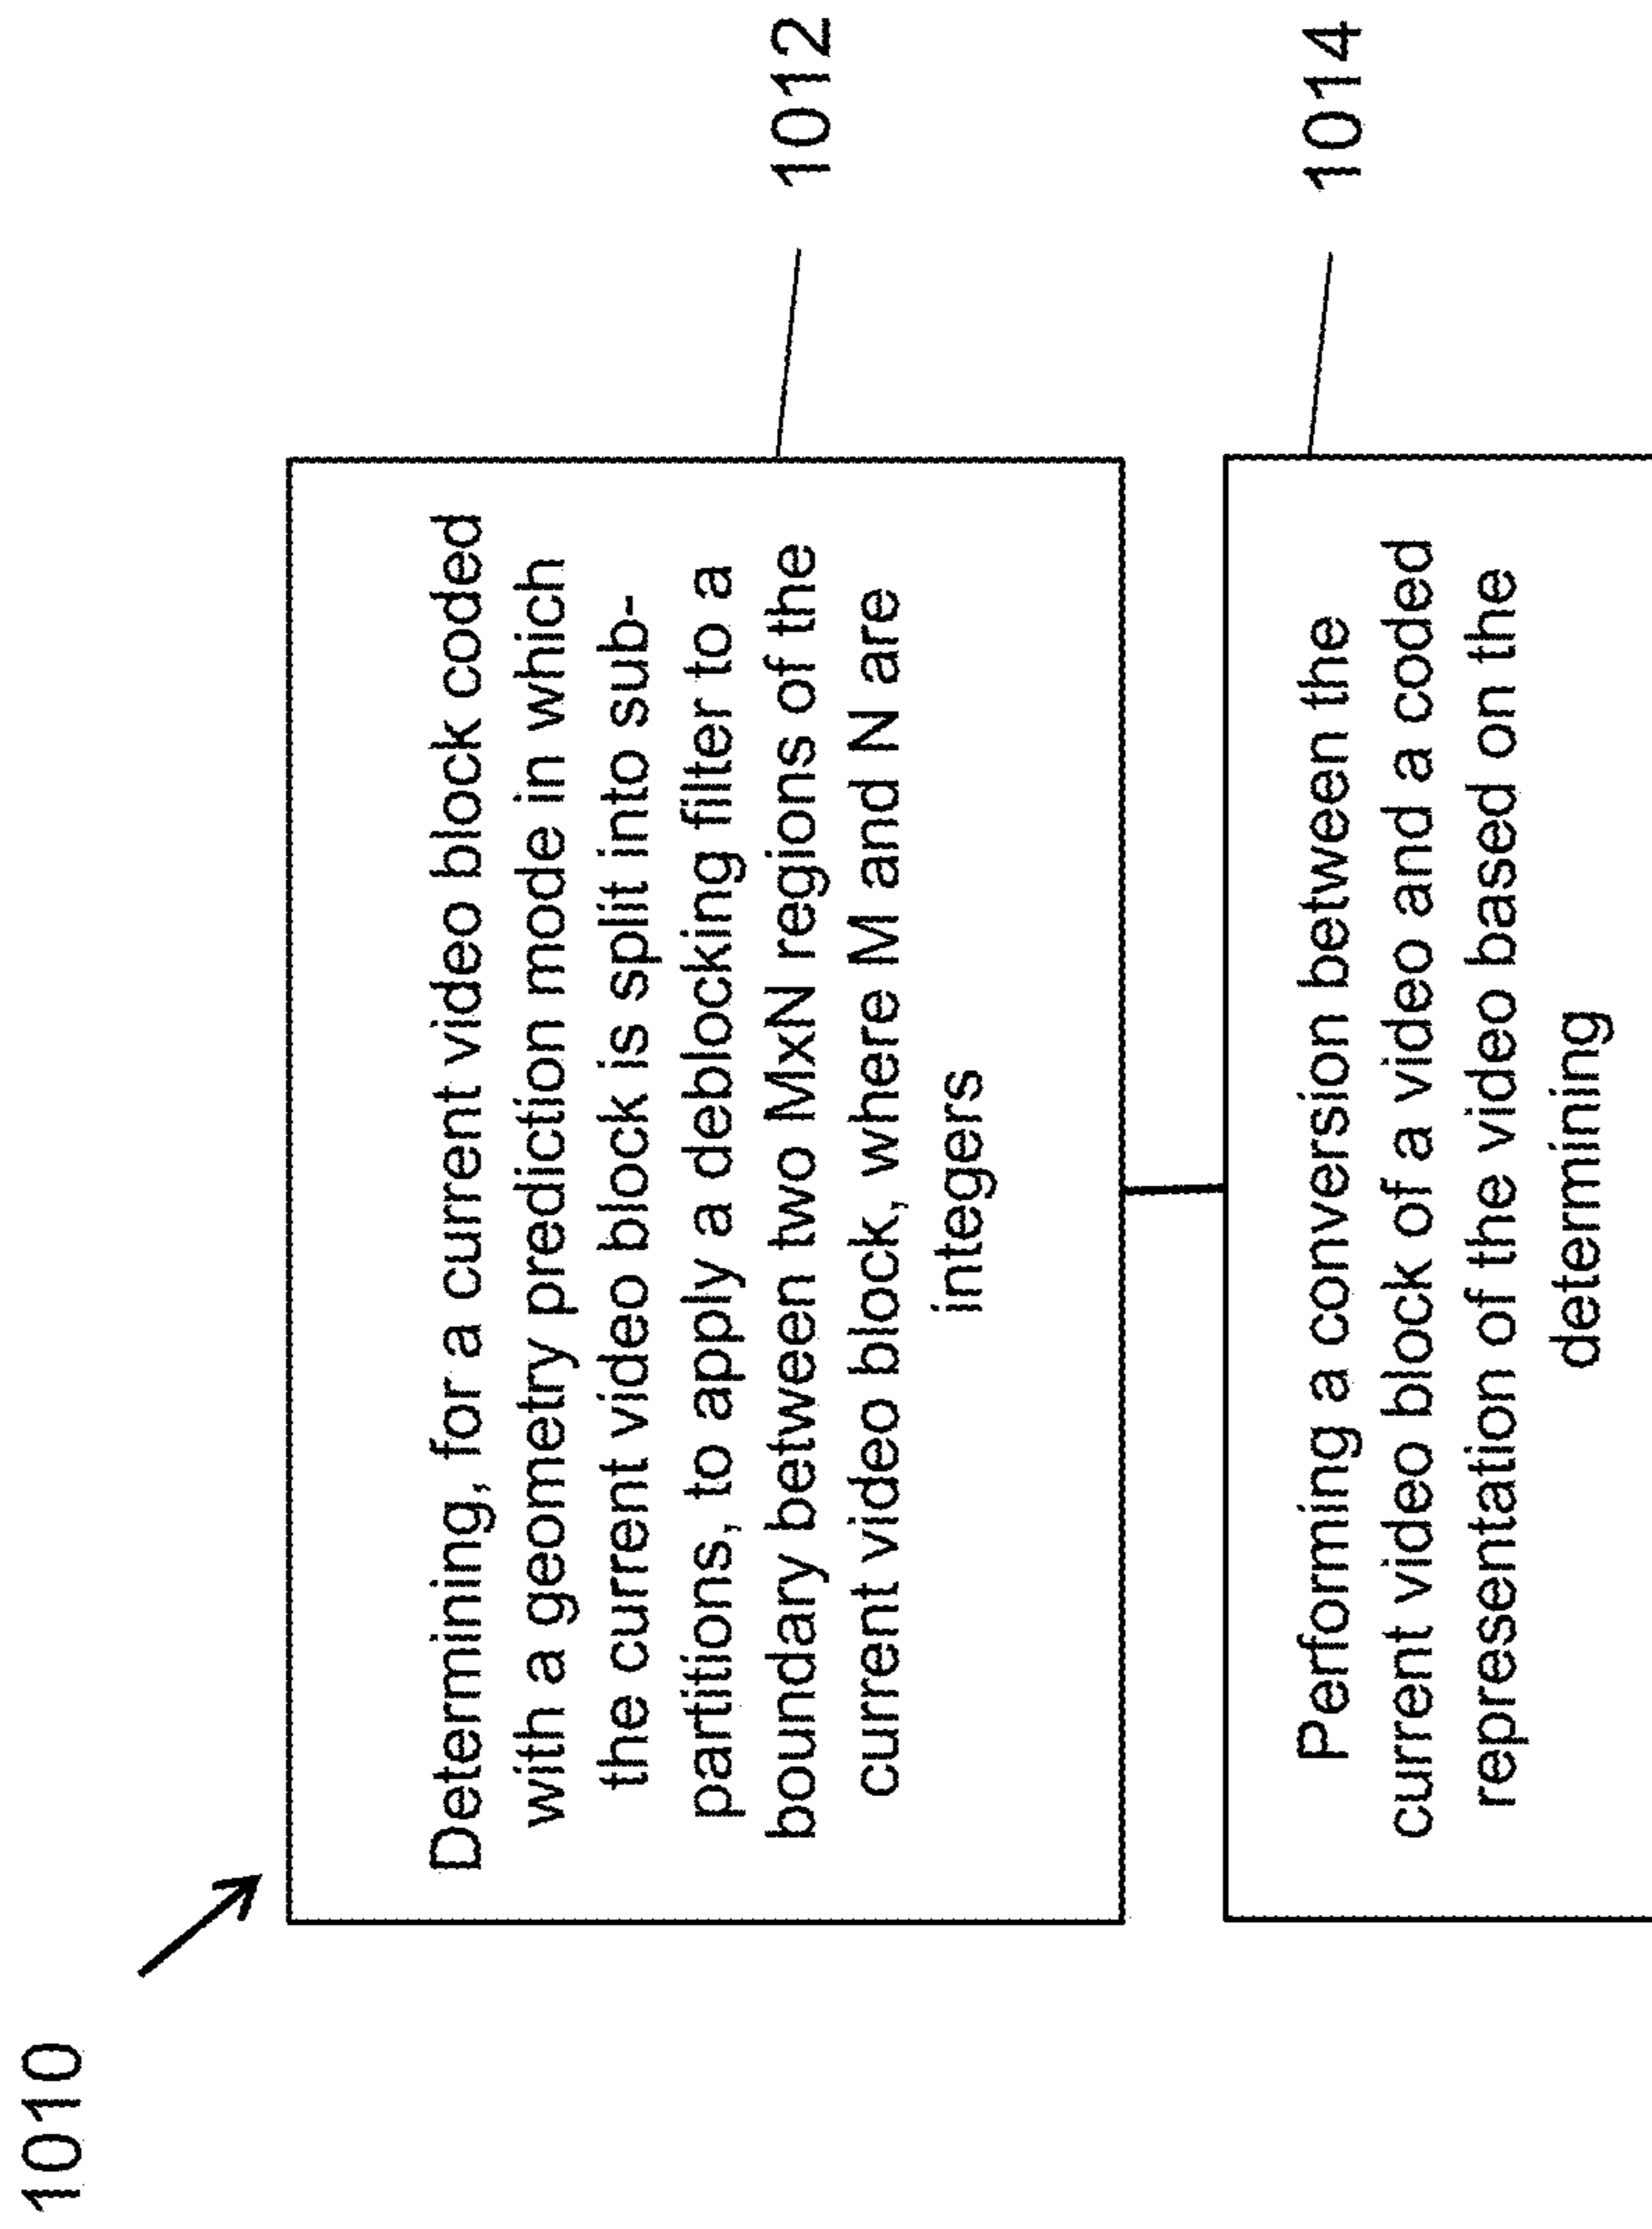 1010
Determining, for a current video block coded
with a geometry prediction mode in which
the current video block is split into sub-
partitions, to apply a deblocking filter to a
boundary between two MxN regions of the
current video block, where M and N are
integers
1012
Performing a conversion between the
current video block of a video and a coded
representation of the video based on the
determining
1014